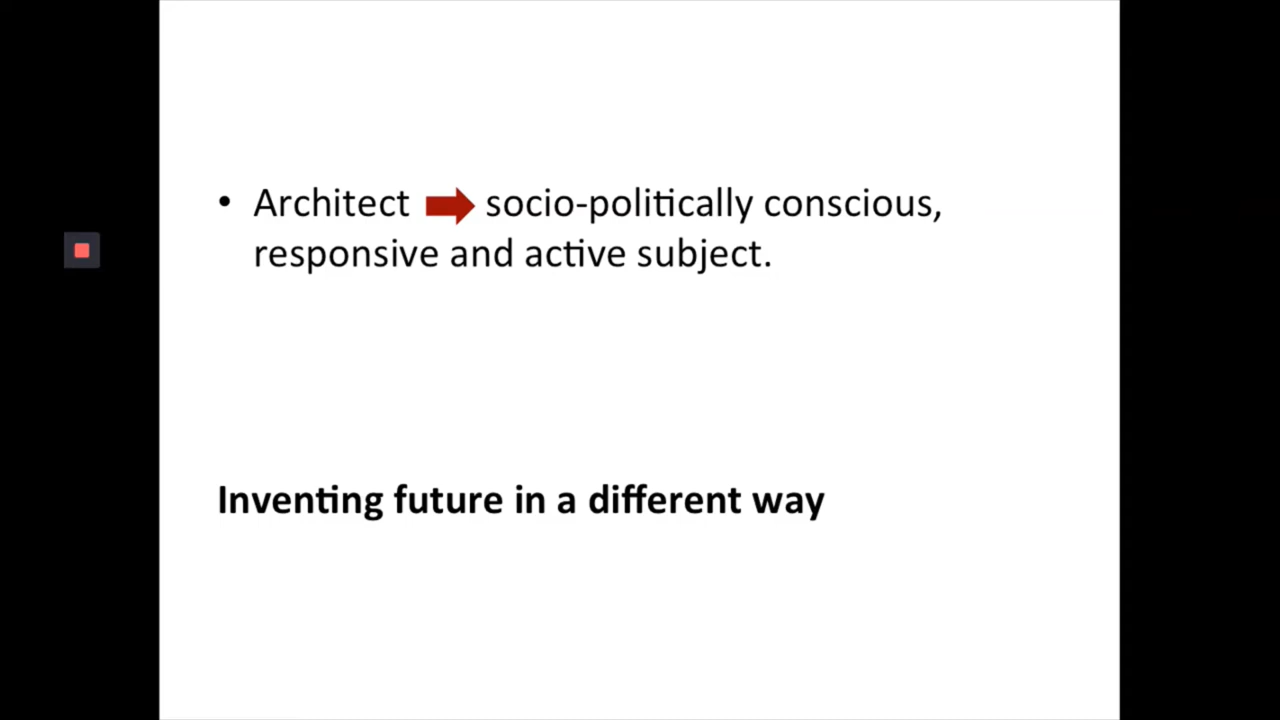 • Architect ➡ socio-politically conscious,
responsive and active subject.
Inventing future in a different way